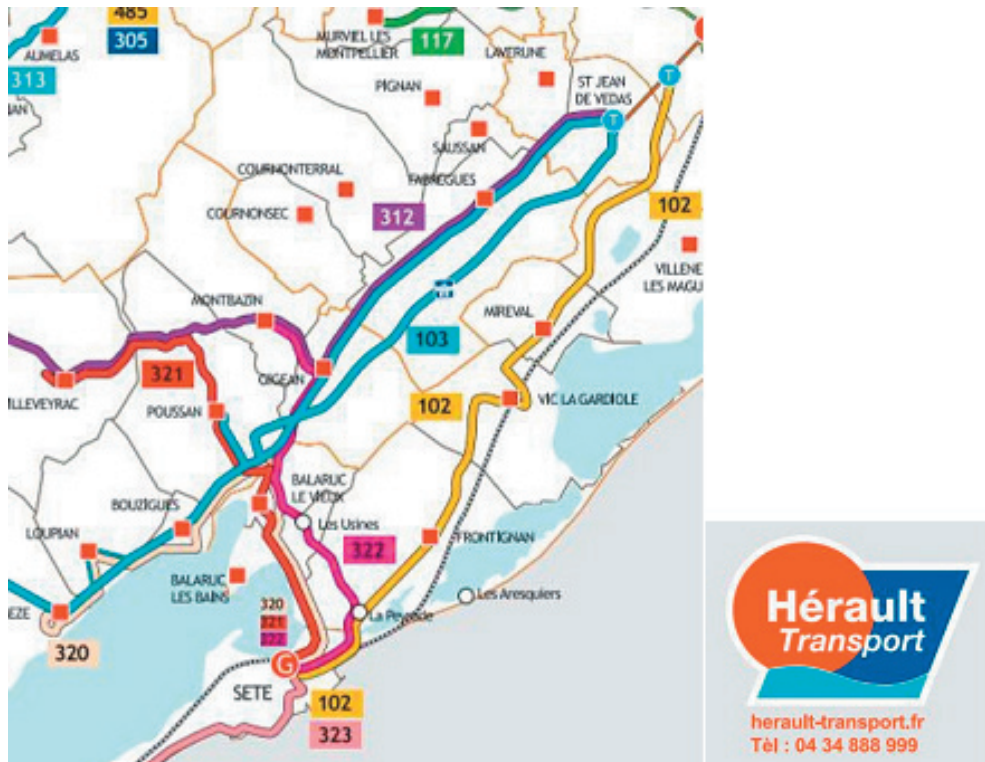 485
305
AUMELAS
313
MURVIEL LES
MONTPELLIER
117
LAVERUNE
PIGNAN
ST JEAN
DE VEDAS
T
T
SAUSSAN
COURNONTERRAL
FABREGUES
COURNONSEC
312
102
VILLENE
LES MAGU
MONTBAZIN
MIREVAL
103
321
GIGEAN
102
VIC LA GARDIOLE
ILLEVEYRAC
POUSSAN
BALARUC
LE VIEUX
BOUZIGUES
Les Usines
LOUPIAN
322
FRONTIGNAN
BALARUC
LES BAINS
Les Aresquiers
EZE
320
321
322
La Peyrade
320
G
SETE
102
323
Hérault
Transport
herault-transport.fr
Tèl : 04 34 888 999